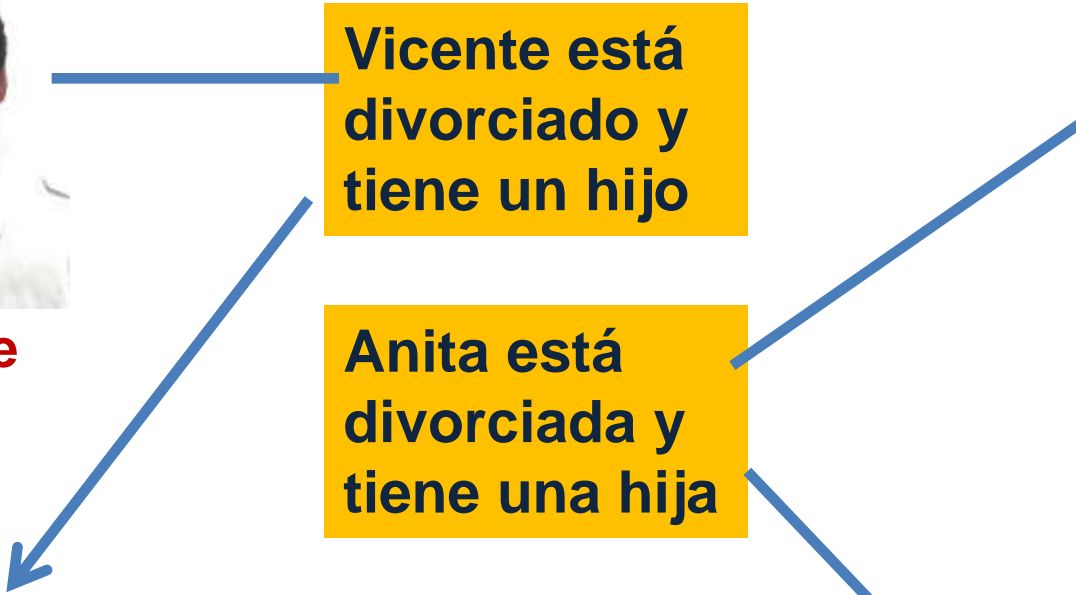 Vicente está
divorciado y
tiene un hijo
e
Anita está
divorciada y
tiene una hija